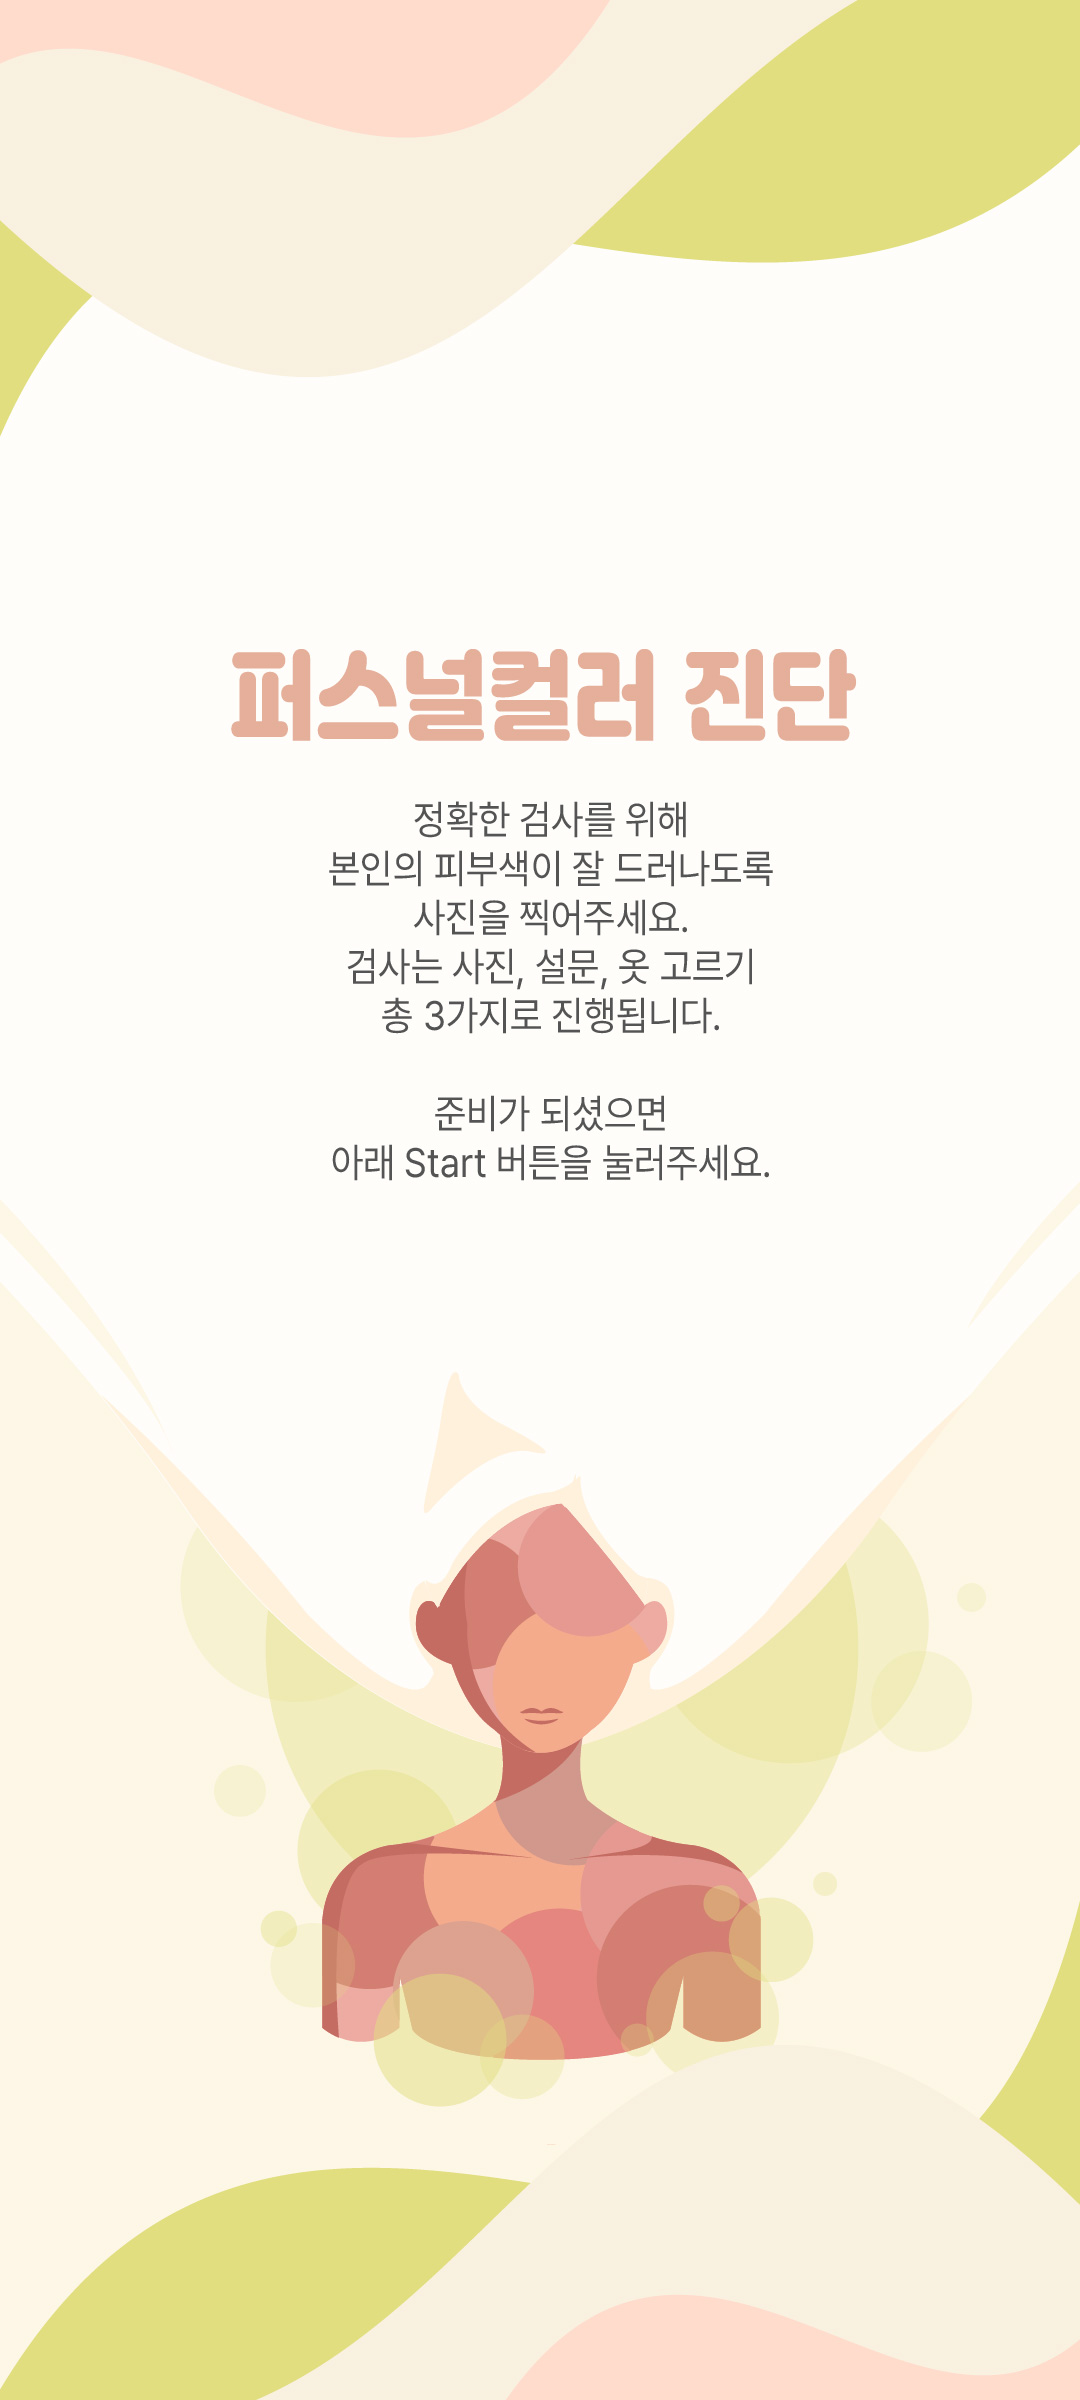 퍼스널컬러 진단
정확한 검사를 위해
본인의 피부색이 잘 드러나도록
사진을 찍어주세요.
검사는 사진, 설문, 옷 고르기
총 3가지로 진행됩니다.
준비가 되셨으면
아래 Start 버튼을 눌러주세요.